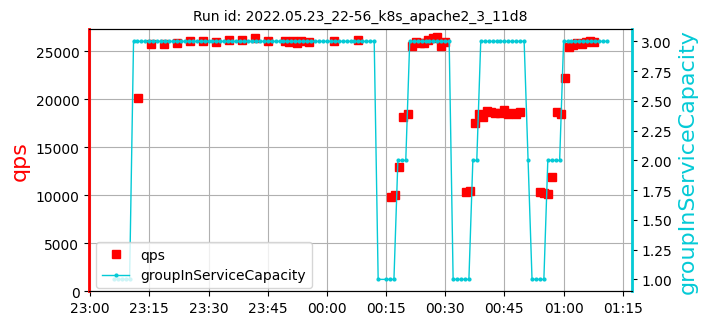 Run id: 2022.05.23_22-56_k8s_apache2_3_11d8
25000
20000
15000
10000
5000
0
qps
3.00
2.75
2.50
2.25
2.00
1.75
1.50
1.25
1.00
groupInServiceCapacity
qps
groupInServiceCapacity
23:00 23:15 23:30 23:45 00:00 00:15 00:30 00:45 01:00 01:15